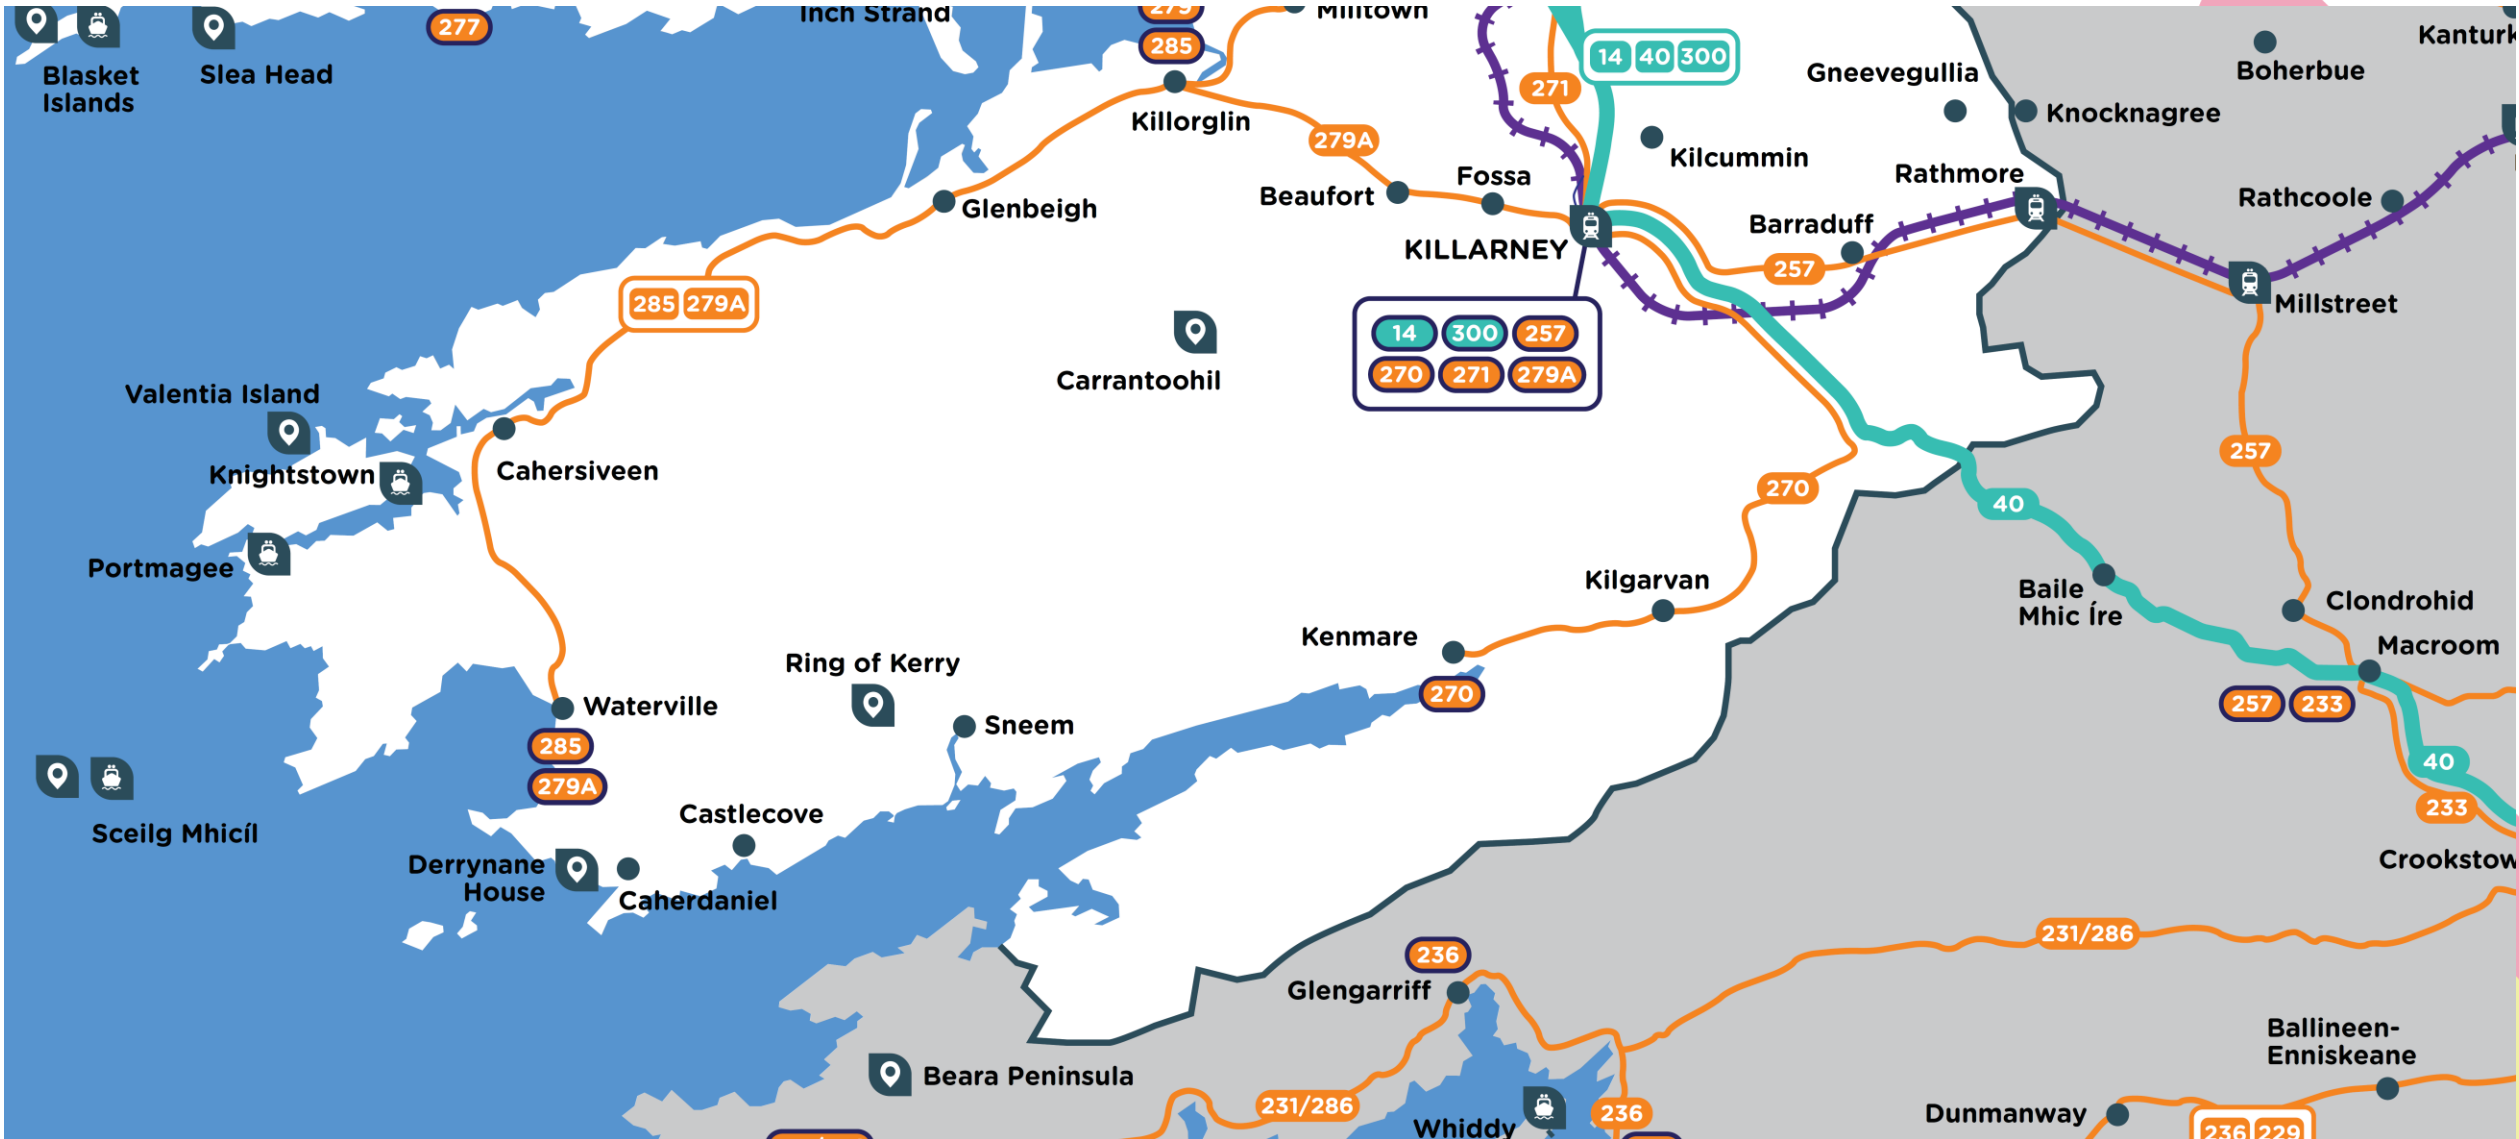 Inch Strand
279
285
Milltown
277
Blasket
Islands
Slea Head
Killorglin
279A
271
14 40 300
Gneevegullia
Knocknagree
Boherbue
Kanturk
Kilcummin
Rathmore
Rathcoole
Beaufort
Fossa
Glenbeigh
KILLARNEY
Barraduff
257
Millstreet
285 279A
14 300 257
270 271 279A
Carrantoohil
Valentia Island
Knightstown
Cahersiveen
Portmagee
270
257
40
Baile
Mhic Íre
Clondrohid
Macroom
Kilgarvan
Kenmare
270
257 233
40
233
Crookstow
Ring of Kerry
Sneem
Waterville
285
279A
Sceilg Mhicíl
Castlecove
Derrynane
House
Caherdaniel
231/286
236
Glengarriff
Beara Peninsula
231/286
Whiddy
236
Ballineen-
Enniskeane
Dunmanway
236 229